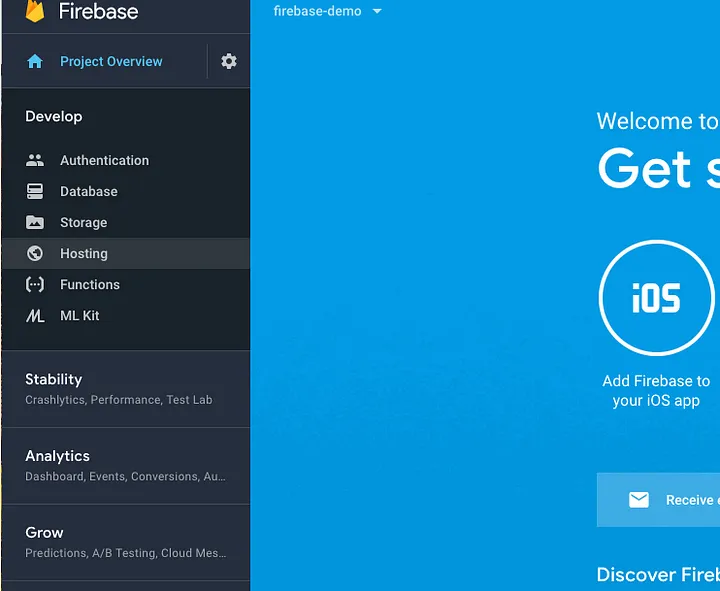 Firebase
Project Overview
Develop
Authentication
Database
Storage
Hosting
Functions
ML Kit
Stability
Crashlytics, Performance, Test Lab
Analytics
Dashboard, Events, Conversions, Au...
Grow
Predictions, A/B Testing, Cloud Mes...
firebase-demo
Welcome to
Get s
iOS
Add Firebase to
your iOS app
Receive e
Discover Fireb